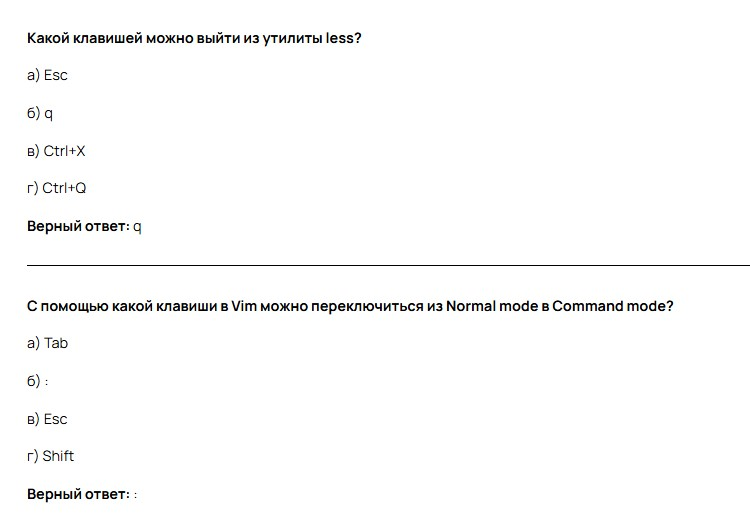 Какой клавишей можно выйти из утилиты less?
а) Esc
б) q
в) Ctrl+X
г) Ctrl+Q
Верный ответ: q
С помощью какой клавиши в Vim можно переключиться из Normal mode в Command mode?
а) Tab
б) :
в) Esc
г) Shift
Верный ответ: :